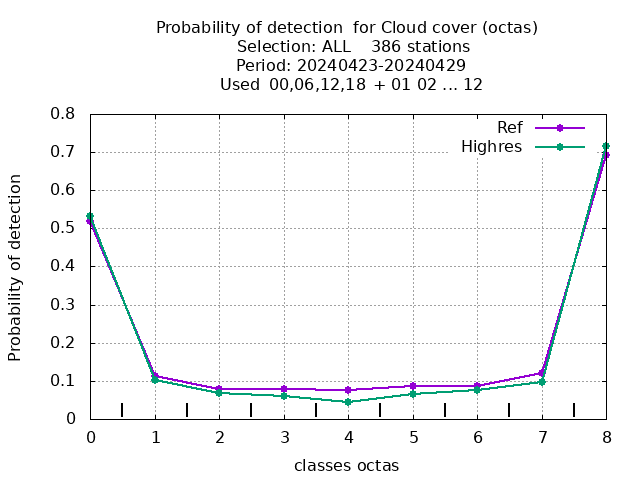 Probability of detection  for Cloud cover (octas)
Selection: ALL    386 stations
Period: 20240423-20240429
Used  00,06,12,18  + 01 02 ... 12
Ref
Highres
Probability of detection
0.8
0.7
0.6
0.5
0.4
0.3
0.2
0.1
0
0 1 2 3 4 5 6 7 8
classes octas